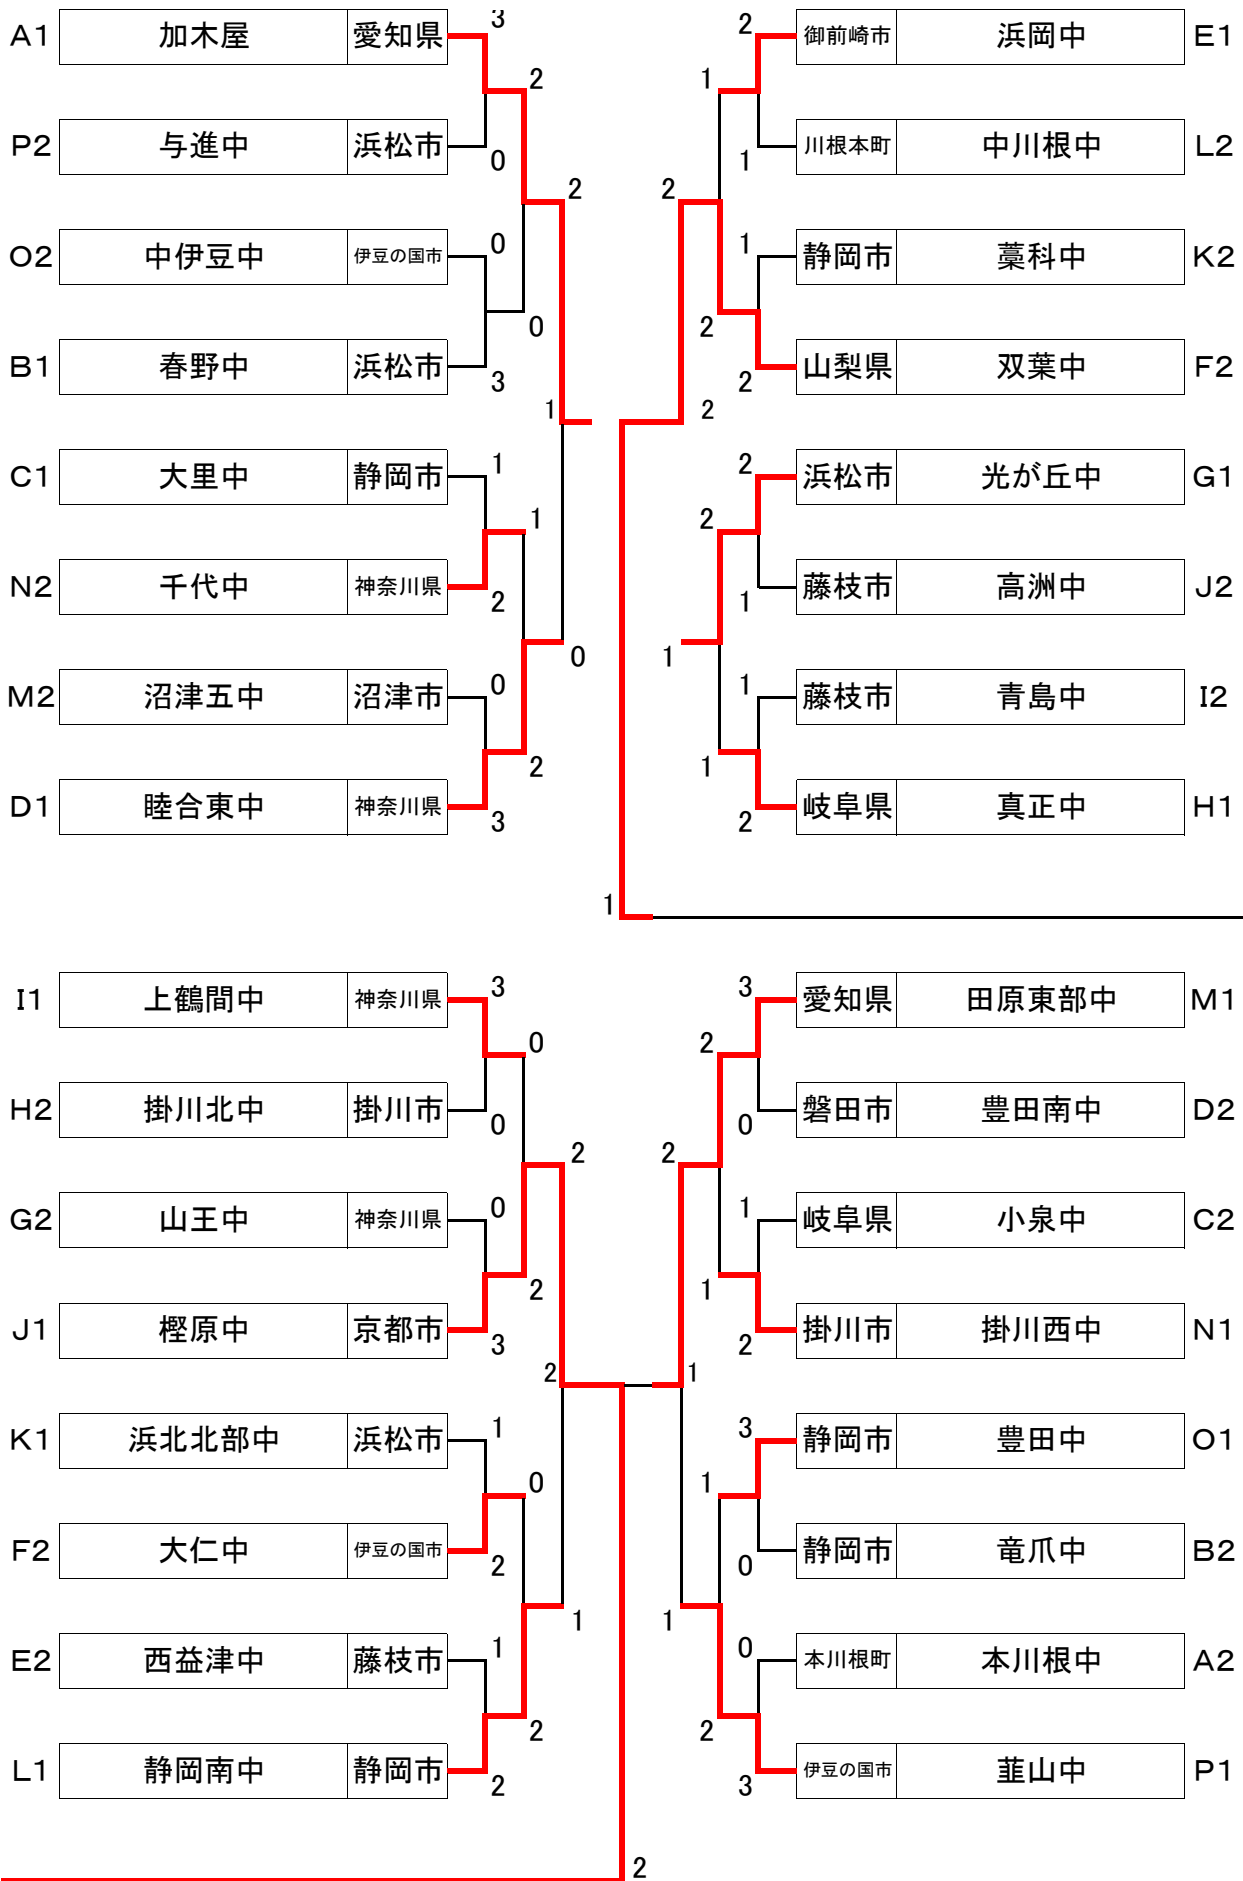 A1 加木屋 愛知県 3
2
P2 与進中 浜松市 0
2
O2 中伊豆中 伊豆の国市 0
0
B1 春野中 浜松市 3
1
C1 大里中 静岡市 1
1
N2 千代中 神奈川県 2
0
M2 沼津五中 沼津市 0
2
D1 睦合東中 神奈川県 3
2 御前崎市 浜岡中 E1
1
1 川根本町 中川根中 L2
2
1 静岡市 藁科中 K2
2
2 山梨県 双葉中 F2
2
2 浜松市 光が丘中 G1
2
1 藤枝市 高洲中 J2
1
1 藤枝市 青島中 I2
1
2 岐阜県 真正中 H1
1
I1 上鶴間中 神奈川県 3
0
H2 掛川北中 掛川市 0
2
G2 山王中 神奈川県 0
2
J1 樫原中 京都市 3
2
K1 浜北北部中 浜松市 1
0
F2 大仁中 伊豆の国市 2
1
E2 西益津中 藤枝市 1
2
L1 静岡南中 静岡市 2
3 愛知県 田原東部中 M1
2
0 磐田市 豊田南中 D2
2
1 岐阜県 小泉中 C2
1
2 掛川市 掛川西中 N1
1
3 静岡市 豊田中 O1
1
0 静岡市 竜爪中 B2
1
0 本川根町 本川根中 A2
2
3 伊豆の国市 韮山中 P1
2